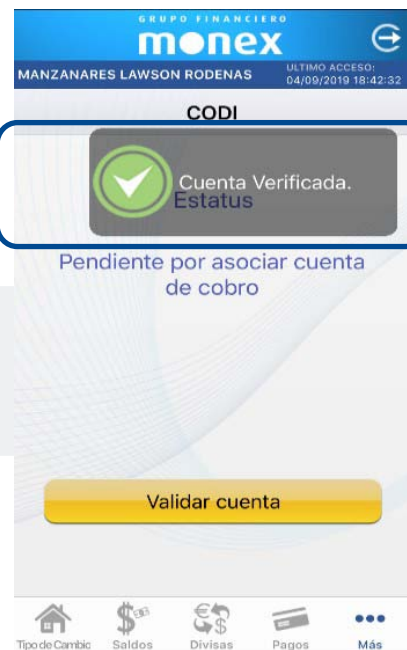 GRUPO FINANCIERO
monex
MANZANARES LAWSON RODENAS
ULTIMO ACCESO:
04/09/2019 18:42:32
CODI
Cuenta Verificada.
Estatus
Pendiente por asociar cuenta
de cobro
Validar cuenta
Tipo de Cambio Saldos Divisas Pagos Más